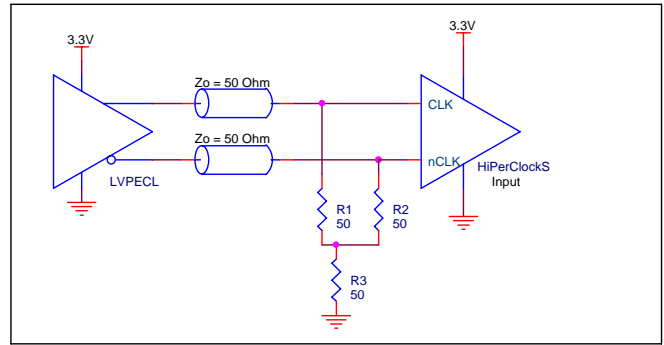 3.3V
3.3V
Zo = 50 Ohm
CLK
Zo = 50 Ohm
nCLK
LVPECL
HiPerClockS
Input
R1
50
R2
50
R3
50